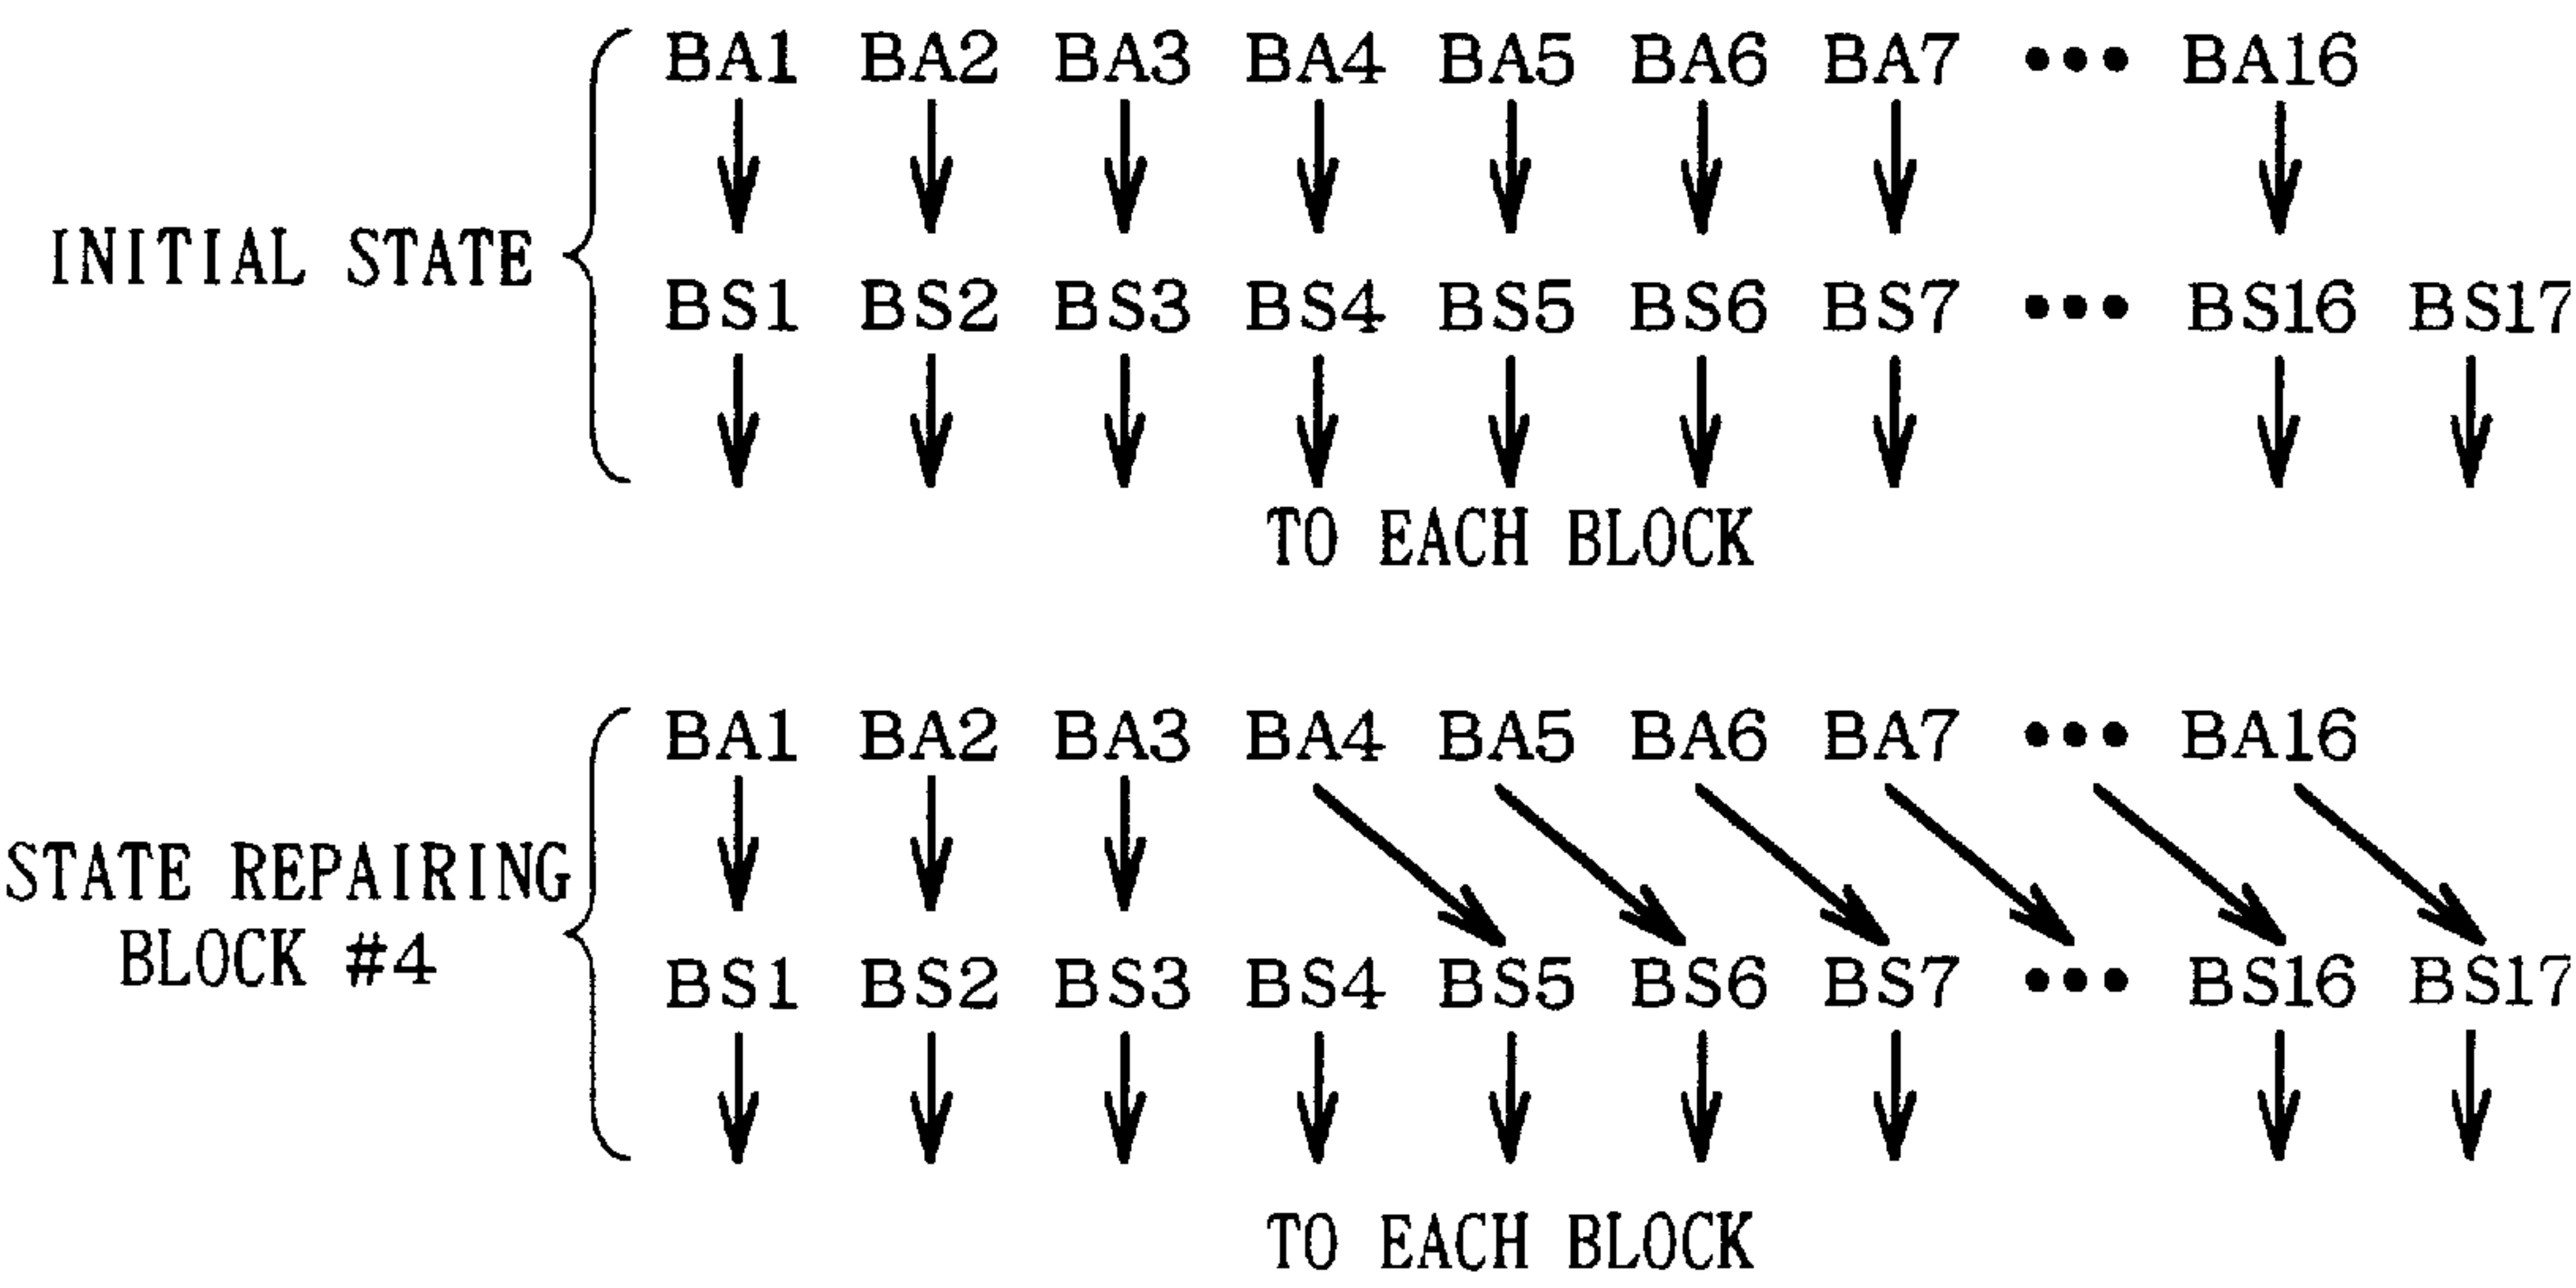 BA1 BA2 BA3 BA4 BA5 BA6 BA7 ••• BA16
INITIAL STATE
BS1 BS2 BS3 BS4 BS5 BS6 BS7 ••• BS16 BS17
TO EACH BLOCK
BA1 BA2 BA3 BA4 BA5 BA6 BA7 ••• BA16
STATE REPAIRING
BLOCK #4
BS1 BS2 BS3 BS4 BS5 BS6 BS7 ••• BS16 BS17
TO EACH BLOCK